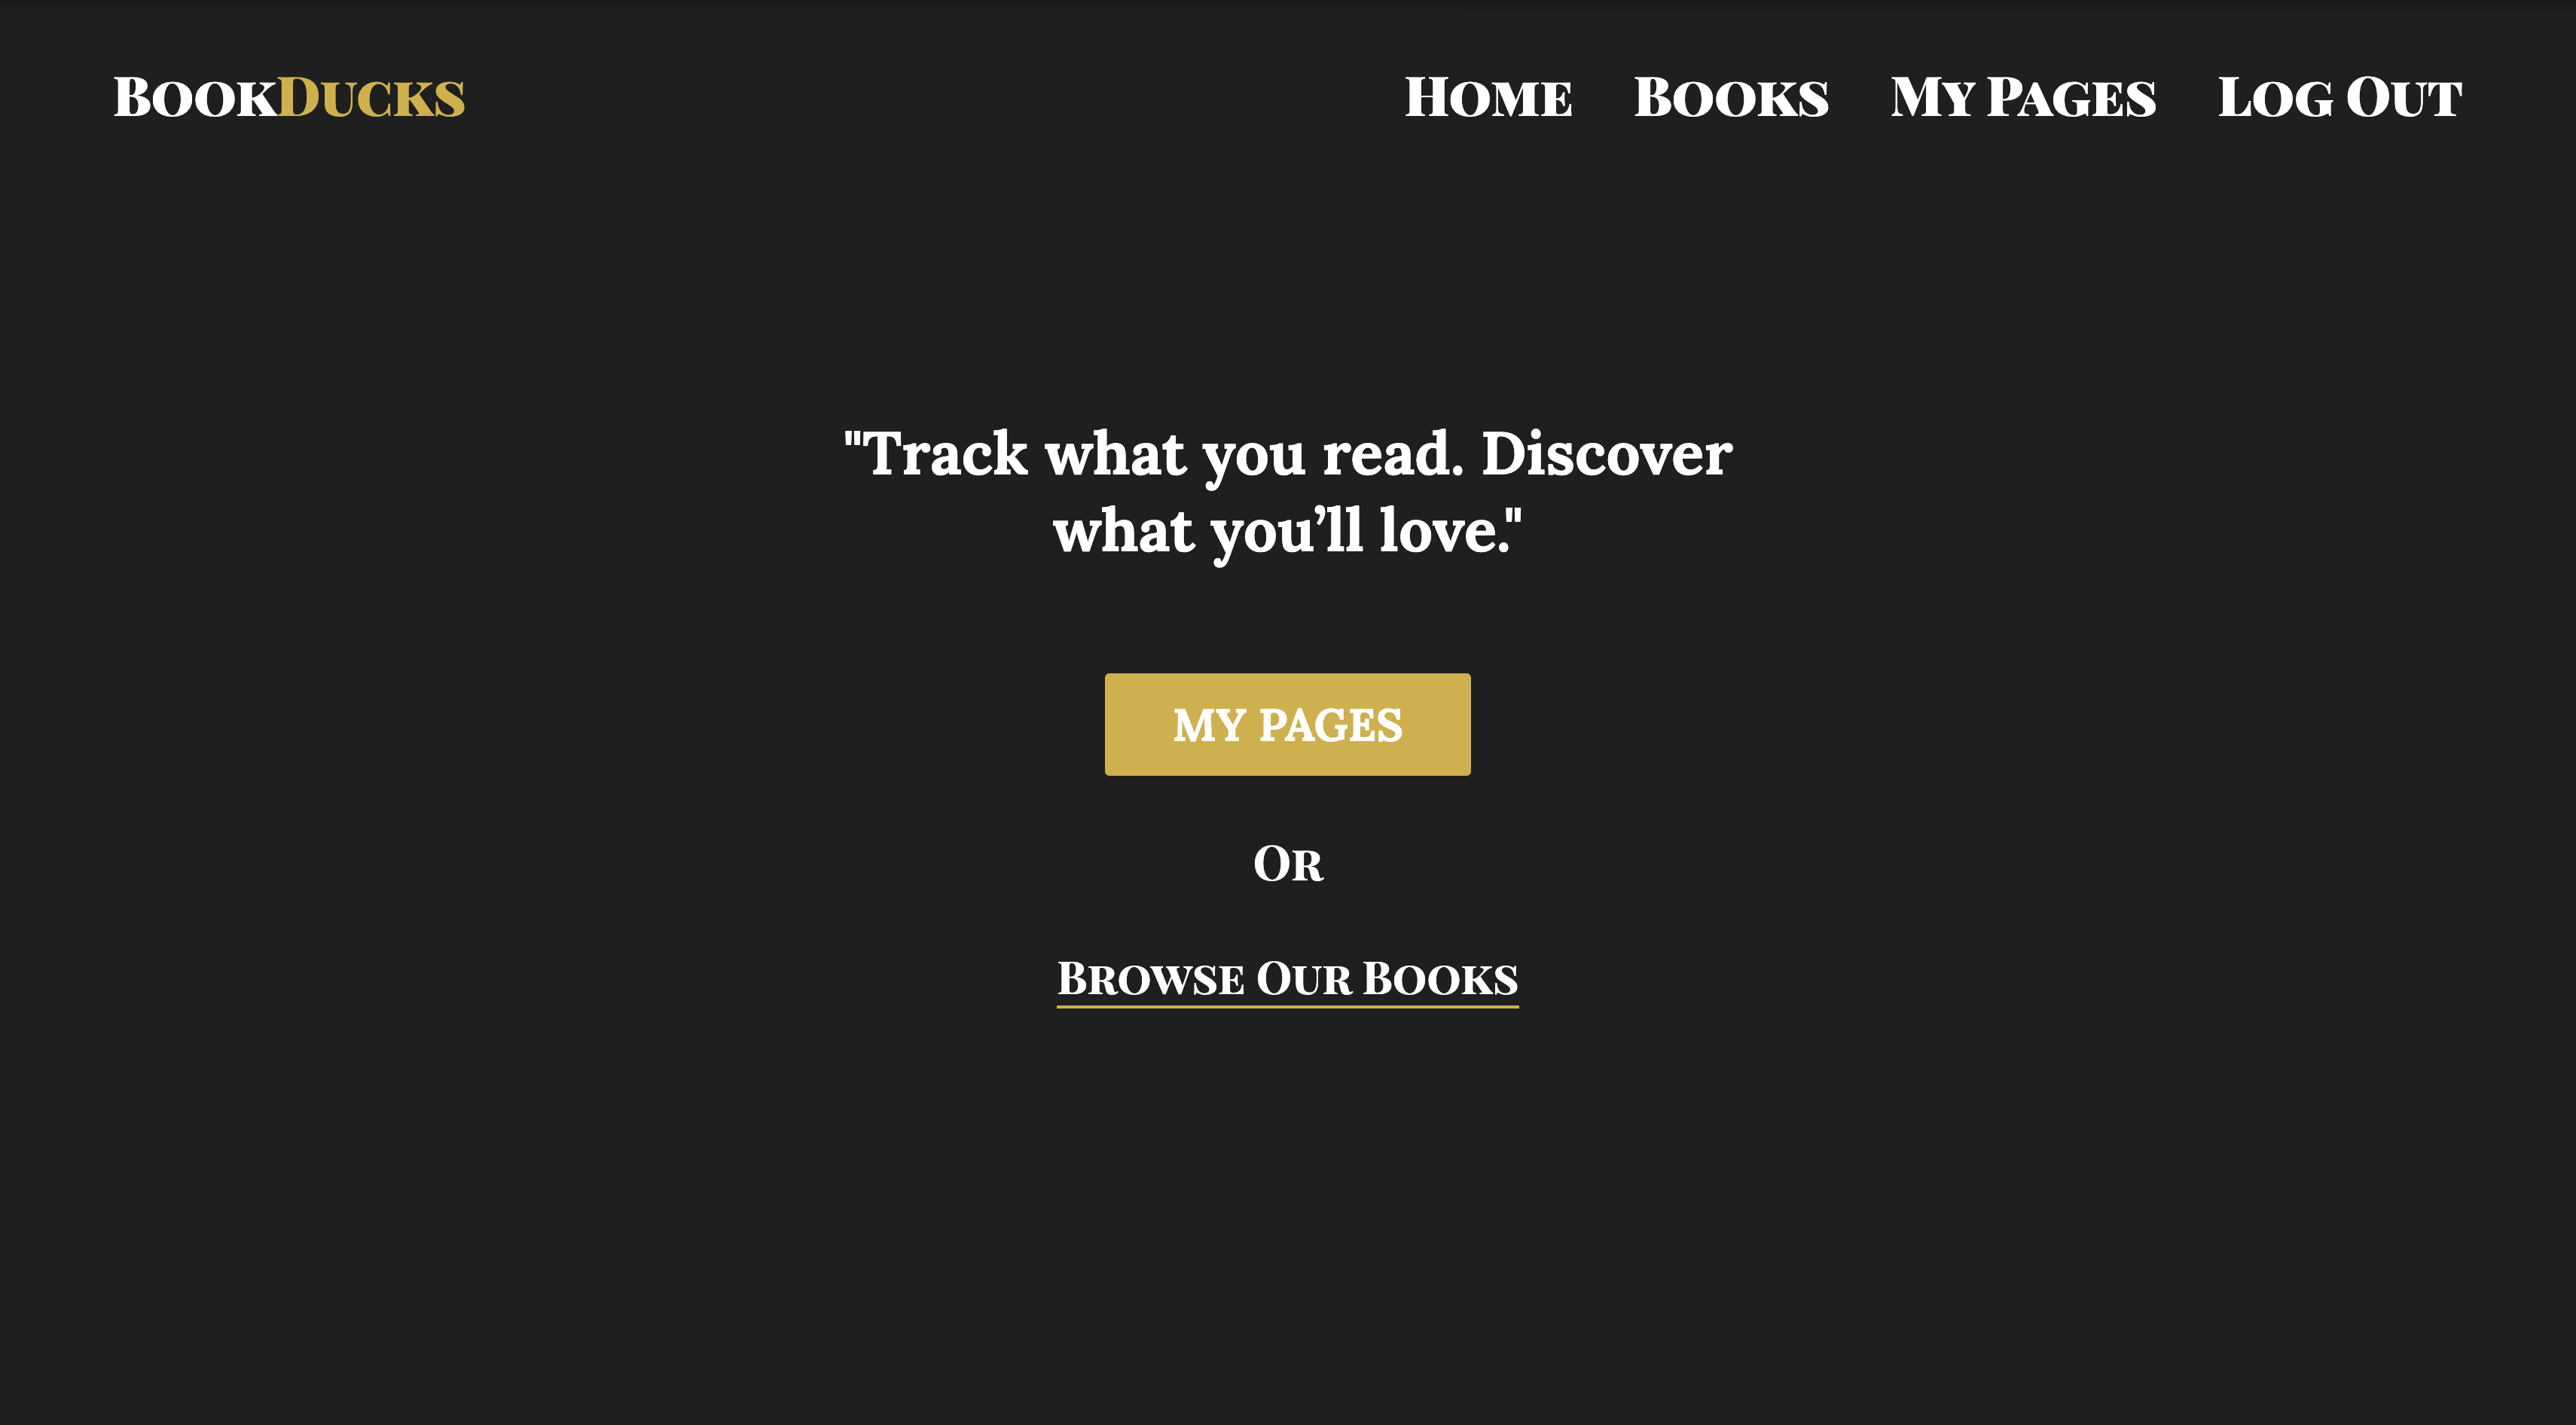 BookDucks
Home Books My Pages Log Out
"Track what you read. Discover
what you’ll love."
MY PAGES
Or
Browse Our Books